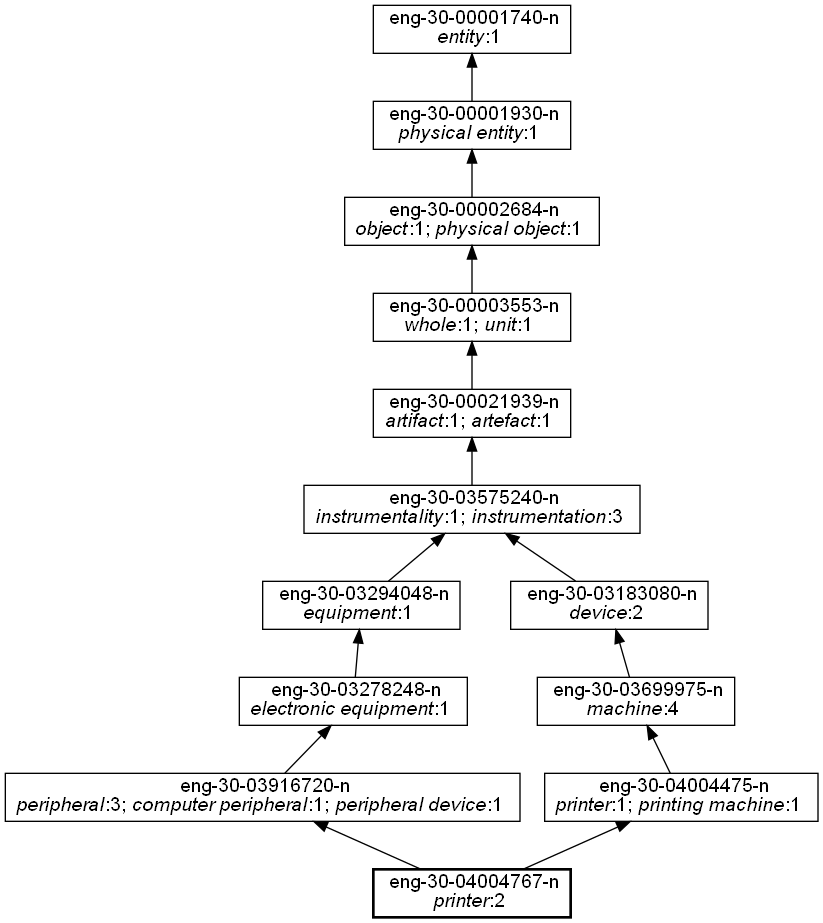 eng-30-00001740-n
entity:1
eng-30-00001930-n
physical entity:1
eng-30-00002684-n
object:1; physical object:1
eng-30-00003553-n
whole:1; unit:1
eng-30-00021939-n
artifact:1; artefact:1
eng-30-03575240-n
instrumentality:1; instrumentation:3
eng-30-03294048-n
equipment:1
eng-30-03183080-n
device:2
eng-30-03278248-n
electronic equipment:1
eng-30-03699975-n
machine:4
eng-30-03916720-n
peripheral:3; computer peripheral:1; peripheral device:1
eng-30-04004475-n
printer:1; printing machine:1
eng-30-04004767-n
printer:2